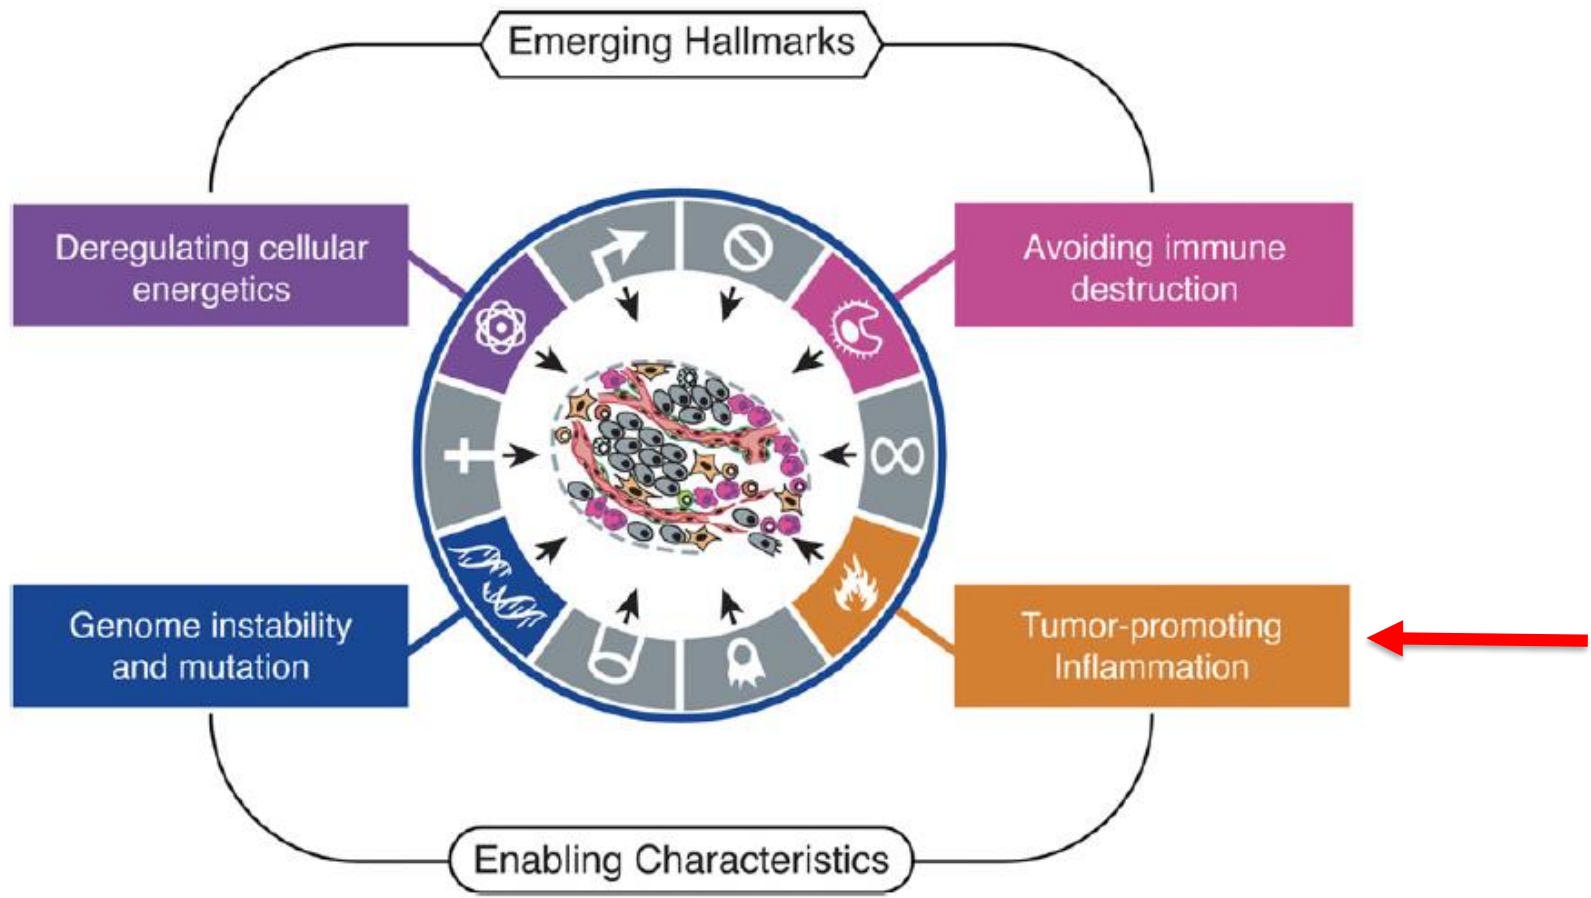 Emerging Hallmarks
Deregulating cellular
energetics
Avoiding immune
destruction
Genome instability
and mutation
Tumor-promoting
Inflammation
Enabling Characteristics